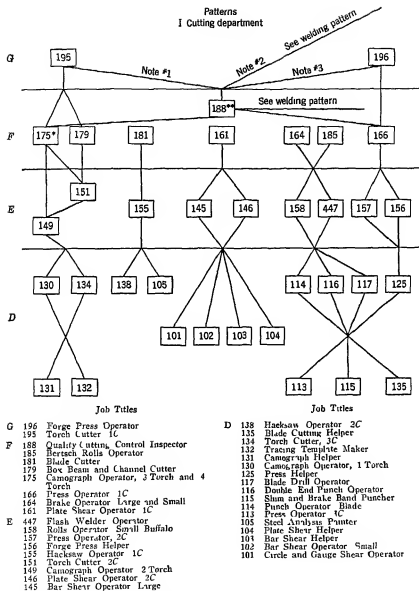 Patterns
I Cutting department
See welding pattern
G
195
196
Note #1
Note #2
Note #3
188**
See welding pattern
F
175*
179
181
161
164
185
166
151
E
149
155
145
146
158
447
157
156
D
130
134
138
105
114
116
117
125
101
102
103
104
131
132
113
115
135
Job Titles
G 196 Forge Press Operator
195 Torch Cutter 1C
F 188 Quality Cutting Control Inspector
185 Bertsch Rolls Operator
181 Blade Cutter
179 Box Beam and Channel Cutter
175 Camograph Operator, 3 Torch and 4
Torch
166 Press Operator 1C
164 Brake Operator Large and Small
161 Plate Shear Operator 1C
E 447 Flash Welder Operator
158 Rolls Operator Small Buffalo
157 Press Operator, 2C
156 Forge Press Helper
155 Hacksaw Operator 1C
151 Torch Cutter 2C
149 Camograph Operator 2 Torch
146 Plate Shear Operator 2C
145 Bar Shear Operator Large
Job Titles
D 138 Hacksaw Operator 2C
135 Blade Cutting Helper
134 Torch Cutter, 3C
132 Tracing Template Maker
131 Camograph Helper
130 Camograph Operator, 1 Torch
125 Press Helper
117 Blade Drill Operator
116 Double End Punch Operator
115 Shim and Brake Band Puncher
114 Punch Operator Blade
113 Press Operator 3C
105 Steel Analysis Painter
104 Plate Shear Helper
103 Bar Shear Helper
102 Bar Shear Operator Small
101 Circle and Gauge Shear Operator